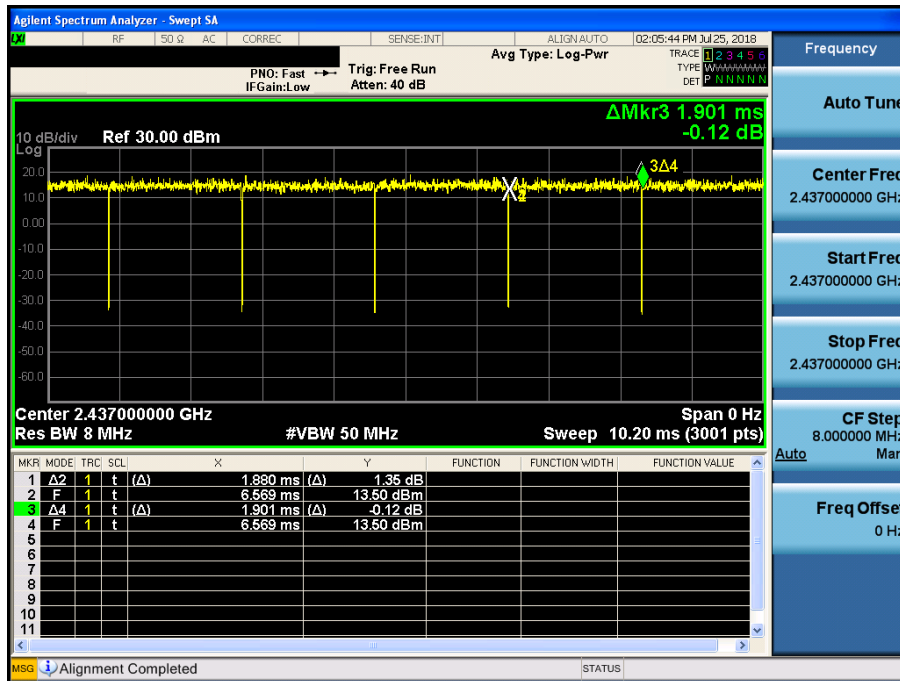 Agilent Spectrum Analyzer - Swept SA
LXI RF 50 Ω AC CORREC SENSE:INT ALIGN AUTO 02:05:44 PM Jul 25, 2018
Avg Type: Log-Pwr TRACE 1 2 3 4 5 6
PNO: Fast Trig: Free Run TYPE WWWWWW
IFGain:Low Atten: 40 dB DET P N N N N N
ΔMkr3 1.901 ms
-0.12 dB
10 dB/div Ref 30.00 dBm
Log
20.0
10.0
0.00
-10.0
-20.0
-30.0
-40.0
-50.0
-60.0
3Δ4
Center 2.437000000 GHz Span 0 Hz
Res BW 8 MHz #VBW 50 MHz Sweep 10.20 ms (3001 pts)
MKR MODE TRC SCL X Y FUNCTION FUNCTION WIDTH FUNCTION VALUE
1 Δ2 1 t (Δ) 1.880 ms (Δ) 1.35 dB
2 F 1 t 6.569 ms 13.50 dBm
3 Δ4 1 t (Δ) 1.901 ms (Δ) -0.12 dB
4 F 1 t 6.569 ms 13.50 dBm
5
6
7
8
9
10
11
MSG Alignment Completed STATUS
Frequency
Auto Tune
Center Freq
2.437000000 GHz
Start Freq
2.437000000 GHz
Stop Freq
2.437000000 GHz
CF Step
8.000000 MHz
Auto Man
Freq Offset
0 Hz